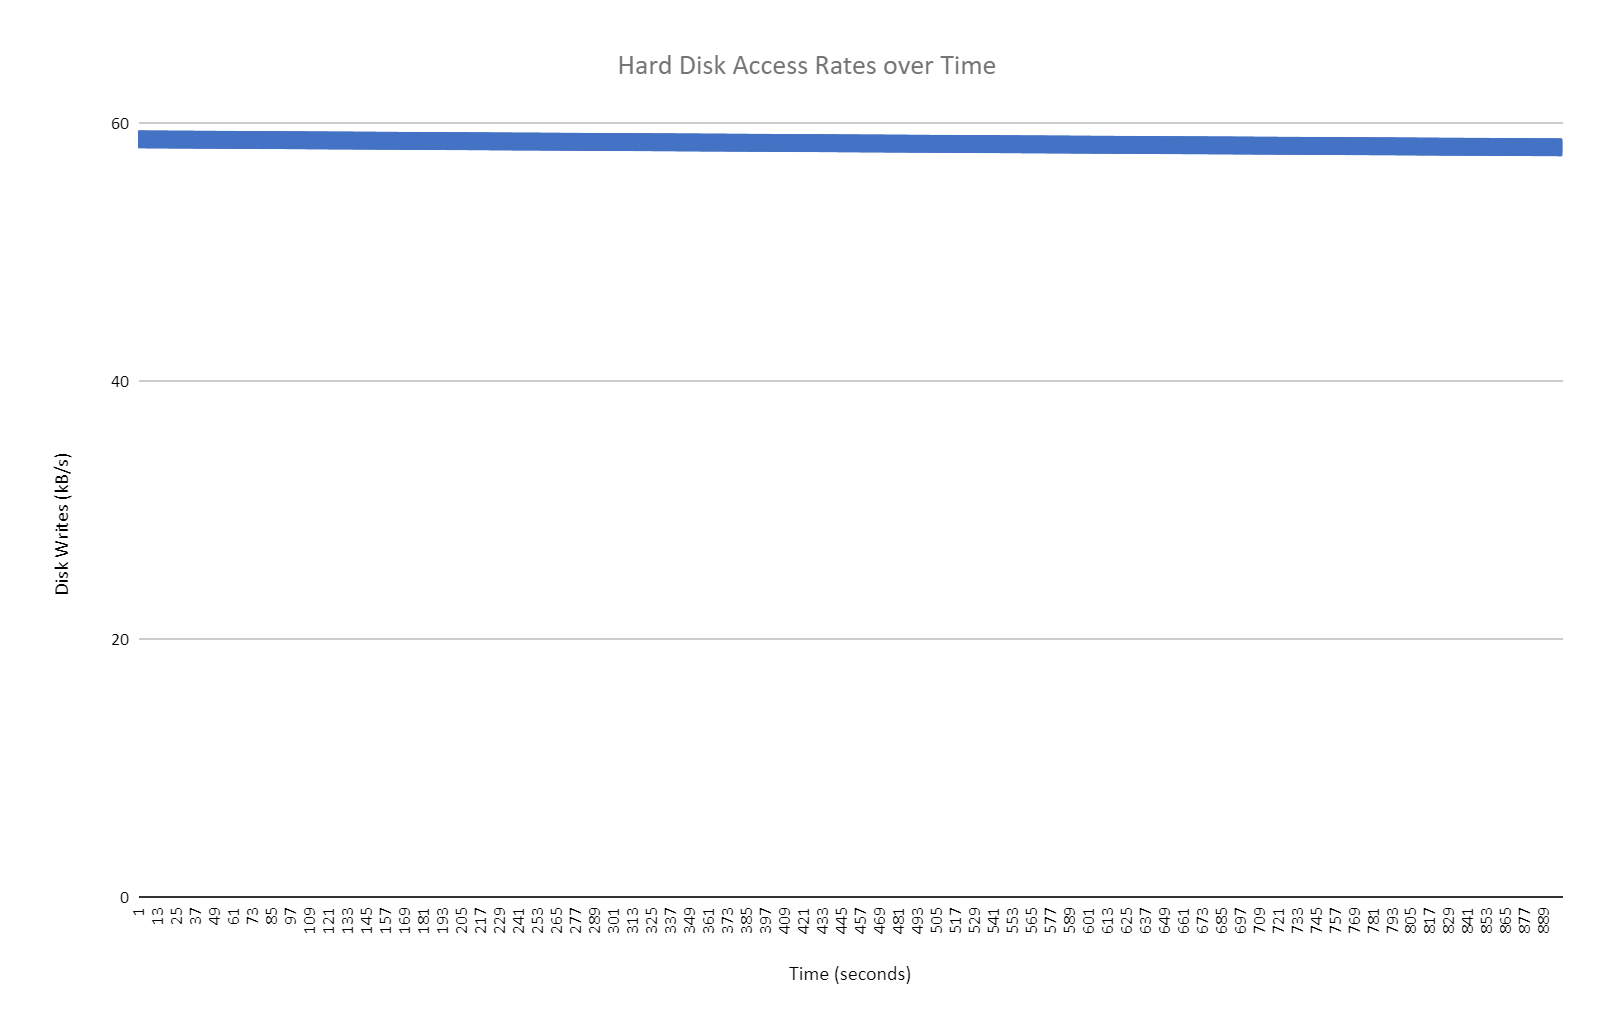 Hard Disk Access Rates over Time
60
40
20
0
Disk Writes (kB/s)
1 13 25 37 49 61 73 85 97 109 121 133 145 157 169 181 193 205 217 229 241 253 265 277 289 301 313 325 337 349 361 373 385 397 409 421 433 445 457 469 481 493 505 517 529 541 553 565 577 589 601 613 625 637 649 661 673 685 697 709 721 733 745 757 769 781 793 805 817 829 841 853 865 877 889
Time (seconds)